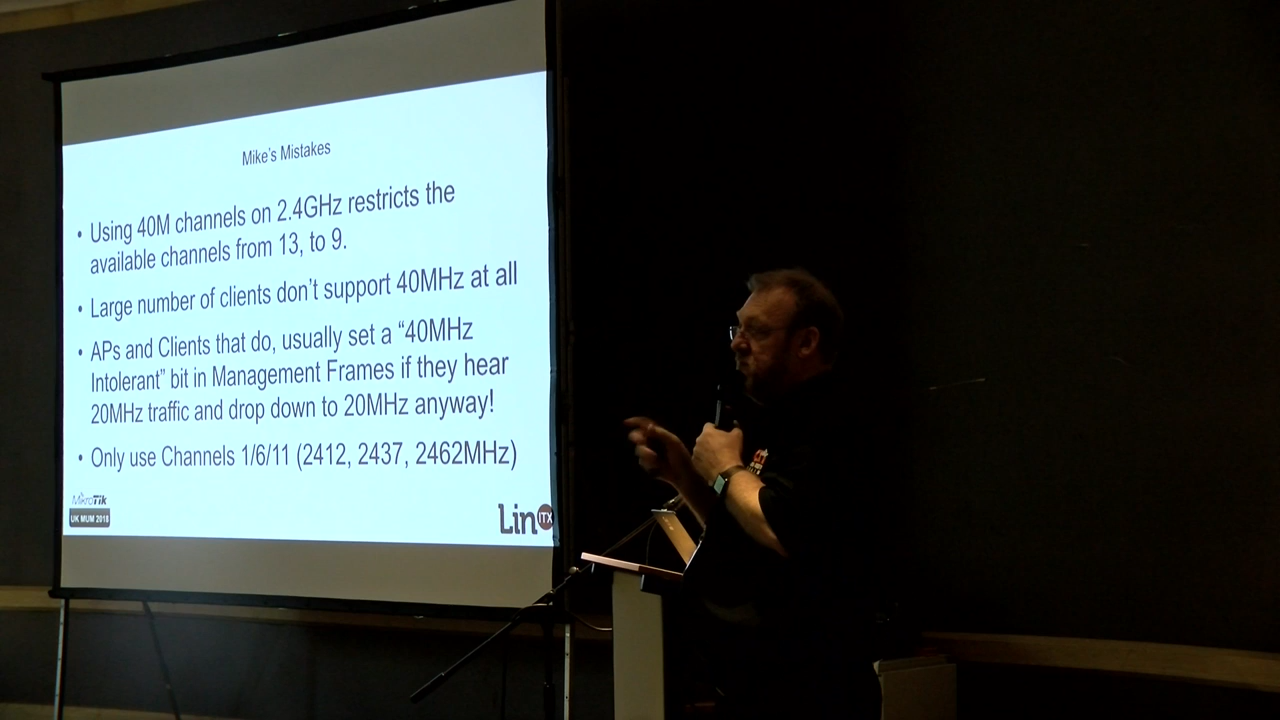 Mike's Mistakes
• Using 40M channels on 2.4GHz restricts the
available channels from 13, to 9.
• Large number of clients don't support 40MHz at all
• APs and Clients that do, usually set a “40MHz
Intolerant” bit in Management Frames if they hear
20MHz traffic and drop down to 20MHz anyway!
• Only use Channels 1/6/11 (2412, 2437, 2462MHz)
MikroTik
UK MUM 2018
Lin ITX